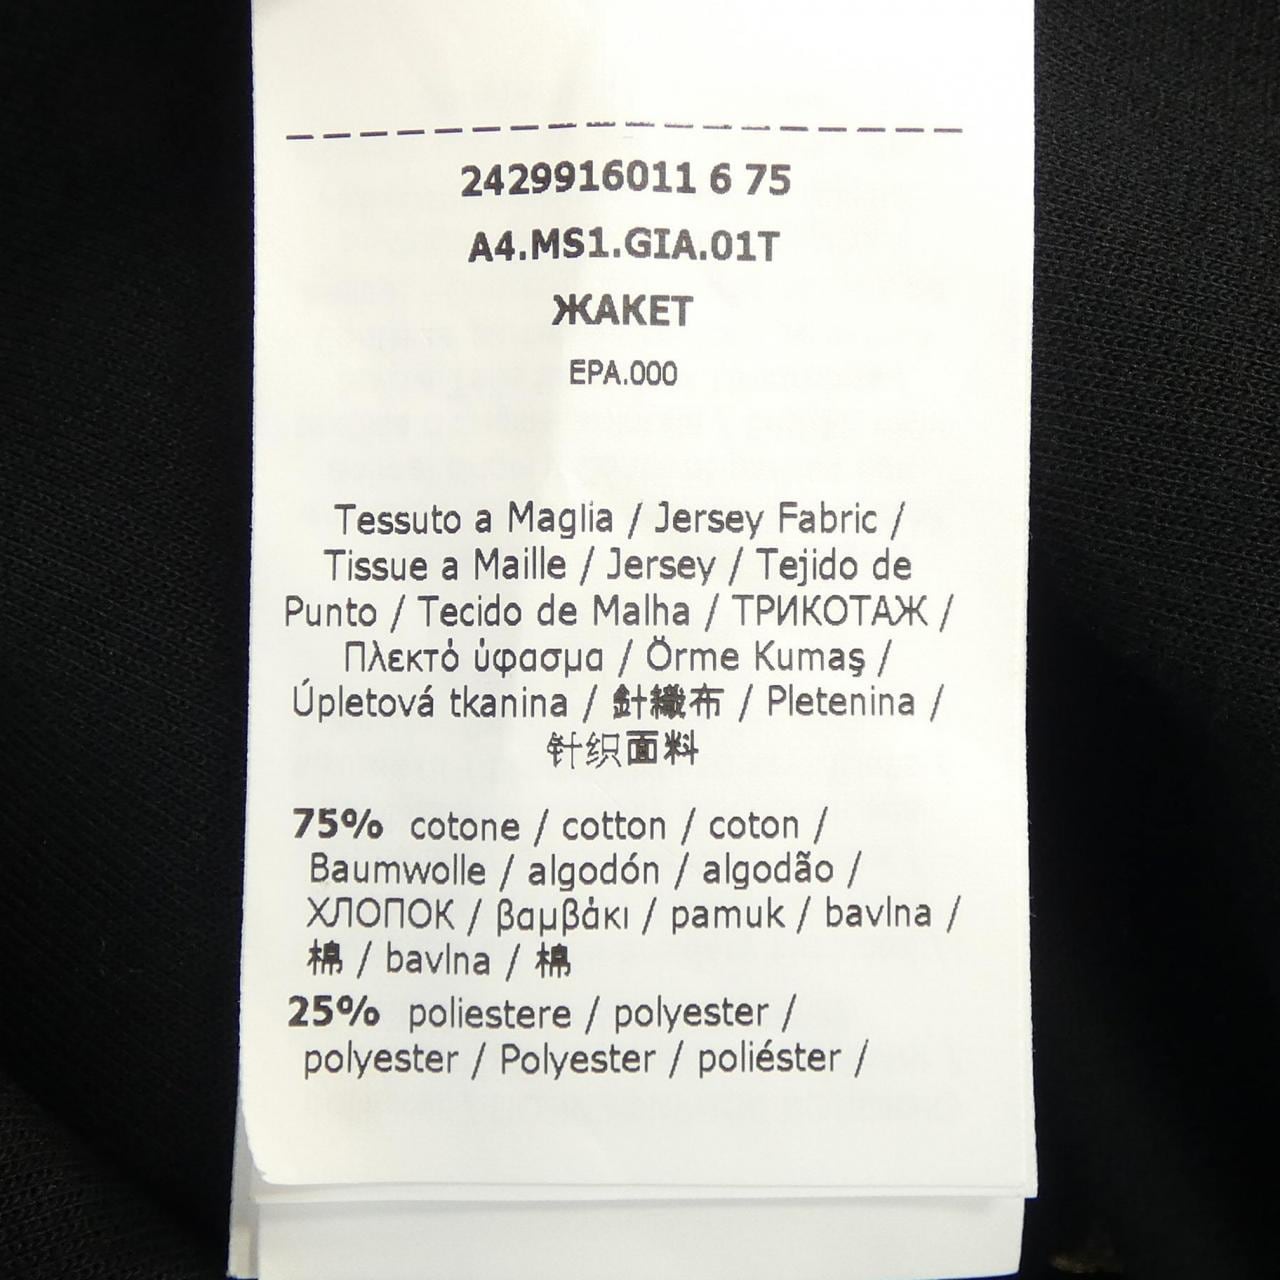 2429916011 6 75
A4.MS1.GIA.01T
ЖАКЕТ
EPA.000
Tessuto a Maglia / Jersey Fabric /
Tissue a Maille / Jersey / Tejido de
Punto / Tecido de Malha / ТРИКОТАЖ /
Πλεκτό ύφασμα / Örme Kumaş /
Úpletová tkanina / 針織布 / Pletenina /
针织面料
75% cotone / cotton / coton /
Baumwolle / algodón / algodão /
ХЛОПОК / βαμβάκι / pamuk / bavlna /
棉 / bavlna / 棉
25% poliestere / polyester /
polyester / Polyester / poliéster /